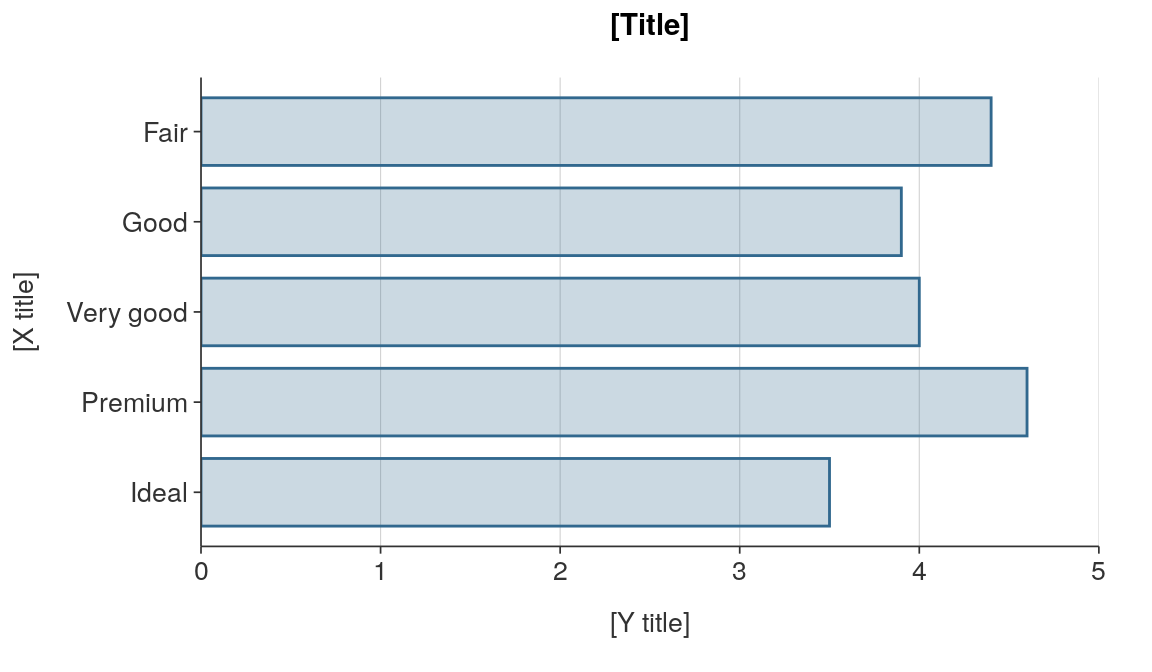 [Title]
Fair
Good
Very good
Premium
Ideal
[X title]
0 1 2 3 4 5
[Y title]